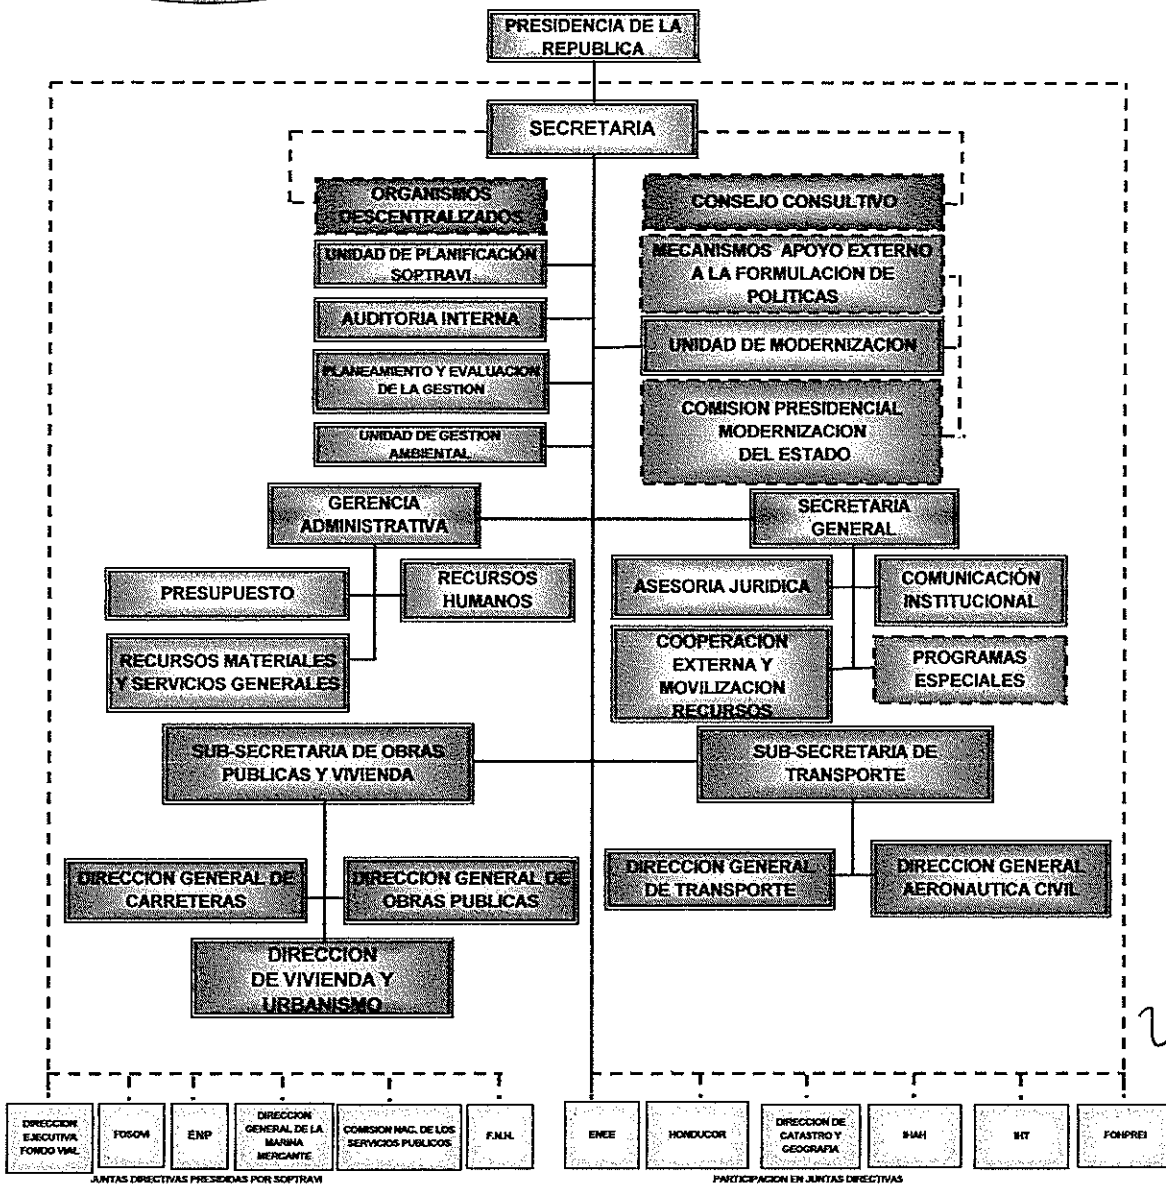 PRESIDENCIA DE LA
REPUBLICA
SECRETARIA
ORGANISMOS
DESCENTRALIZADOS
CONSEJO CONSULTIVO
UNIDAD DE PLANIFICACIÓN
SOPTRAVI
MECANISMOS APOYO EXTERNO
A LA FORMULACION DE
POLITICAS
AUDITORIA INTERNA
UNIDAD DE MODERNIZACION
PLANEAMIENTO Y EVALUACION
DE LA GESTION
COMISION PRESIDENCIAL
MODERNIZACION
DEL ESTADO
UNIDAD DE GESTION
AMBIENTAL
GERENCIA
ADMINISTRATIVA
SECRETARIA
GENERAL
PRESUPUESTO
RECURSOS
HUMANOS
ASESORIA JURIDICA
COMUNICACIÓN
INSTITUCIONAL
RECURSOS MATERIALES
Y SERVICIOS GENERALES
COOPERACION
EXTERNA Y
MOVILIZACION
RECURSOS
PROGRAMAS
ESPECIALES
SUB-SECRETARIA DE OBRAS
PUBLICAS Y VIVIENDA
SUB-SECRETARIA DE
TRANSPORTE
DIRECCION GENERAL DE
CARRETERAS
DIRECCION GENERAL DE
OBRAS PUBLICAS
DIRECCION GENERAL
DE TRANSPORTE
DIRECCION GENERAL
AERONAUTICA CIVIL
DIRECCION
DE VIVIENDA Y
URBANISMO
DIRECCION
EJECUTIVA
FONDO VIAL
FOSOVI
ENP
DIRECCION
GENERAL DE LA
MARINA
MERCANTE
COMISION NAC. DE LOS
SERVICIOS PUBLICOS
F.N.H.
ENEE
HONDUCOR
DIRECCION DE
CATASTRO Y
GEOGRAFIA
IHAH
IHT
FOHPREI
JUNTAS DIRECTIVAS PRESIDIDAS POR SOPTRAVI
PARTICIPACION EN JUNTAS DIRECTIVAS